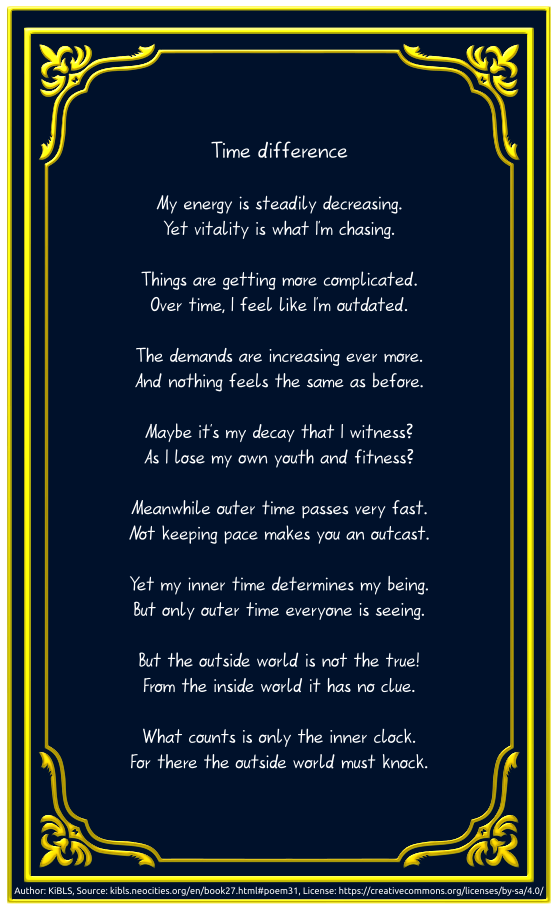 Time difference
My energy is steadily decreasing.
Yet vitality is what I'm chasing.
Things are getting more complicated.
Over time, I feel like I'm outdated.
The demands are increasing ever more.
And nothing feels the same as before.
Maybe it's my decay that I witness?
As I lose my own youth and fitness?
Meanwhile outer time passes very fast.
Not keeping pace makes you an outcast.
Yet my inner time determines my being.
But only outer time everyone is seeing.
But the outside world is not the true!
From the inside world it has no clue.
What counts is only the inner clock.
For there the outside world must knock.
Author: KiBLS, Source: kibls.neocities.org/en/book27.html#poem31, License: https://creativecommons.org/licenses/by-sa/4.0/